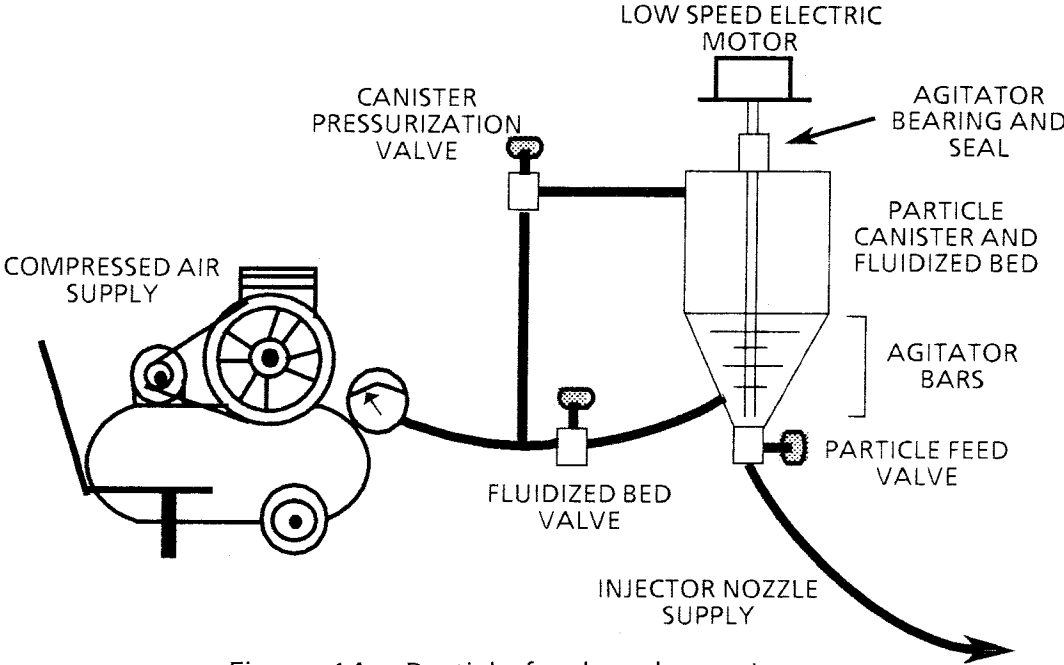 LOW SPEED ELECTRIC
MOTOR
CANISTER
PRESSURIZATION
VALVE
AGITATOR
BEARING AND
SEAL
PARTICLE
CANISTER AND
FLUIDIZED BED
COMPRESSED AIR
SUPPLY
AGITATOR
BARS
PARTICLE FEED
VALVE
FLUIDIZED BED
VALVE
INJECTOR NOZZLE
SUPPLY